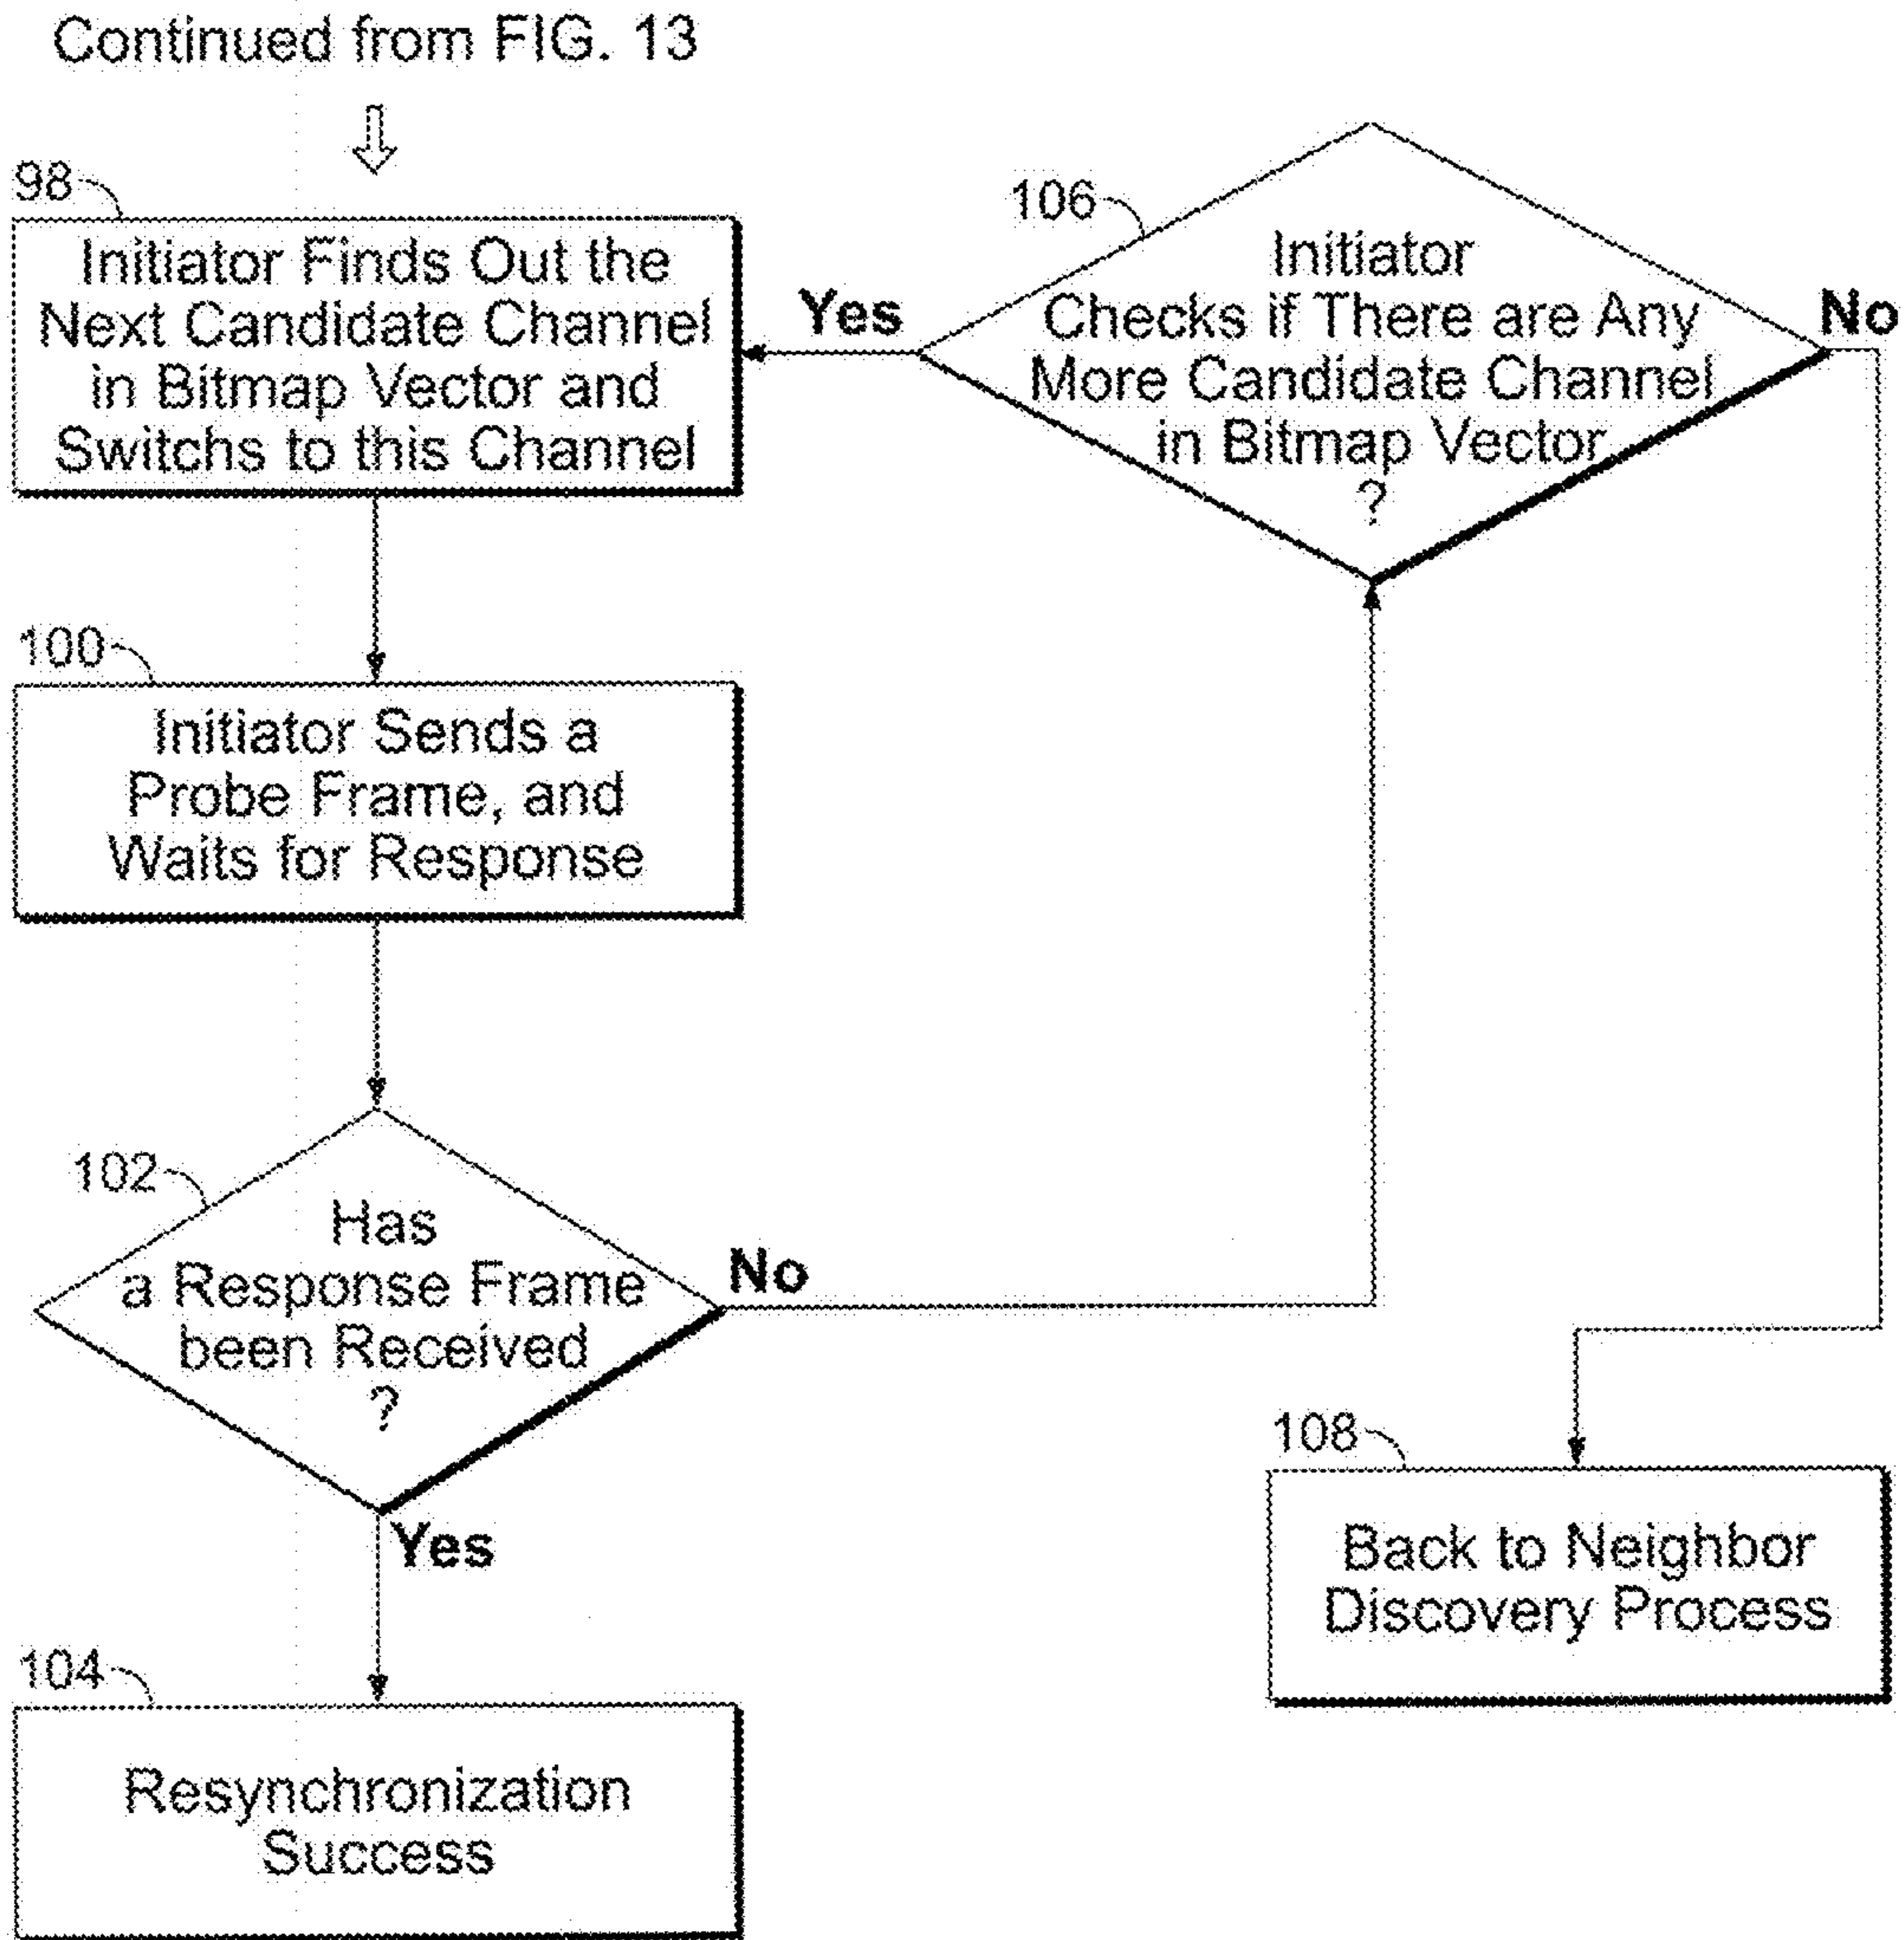 Continued from FIG. 13
98
Initiator Finds Out the
Next Candidate Channel
in Bitmap Vector and
Switchs to this Channel
Yes
106
Initiator
Checks if There are Any
More Candidate Channel
in Bitmap Vector
?
No
100
Initiator Sends a
Probe Frame, and
Waits for Response
102
Has
a Response Frame
been Received
?
No
Yes
104
Resynchronization
Success
108
Back to Neighbor
Discovery Process